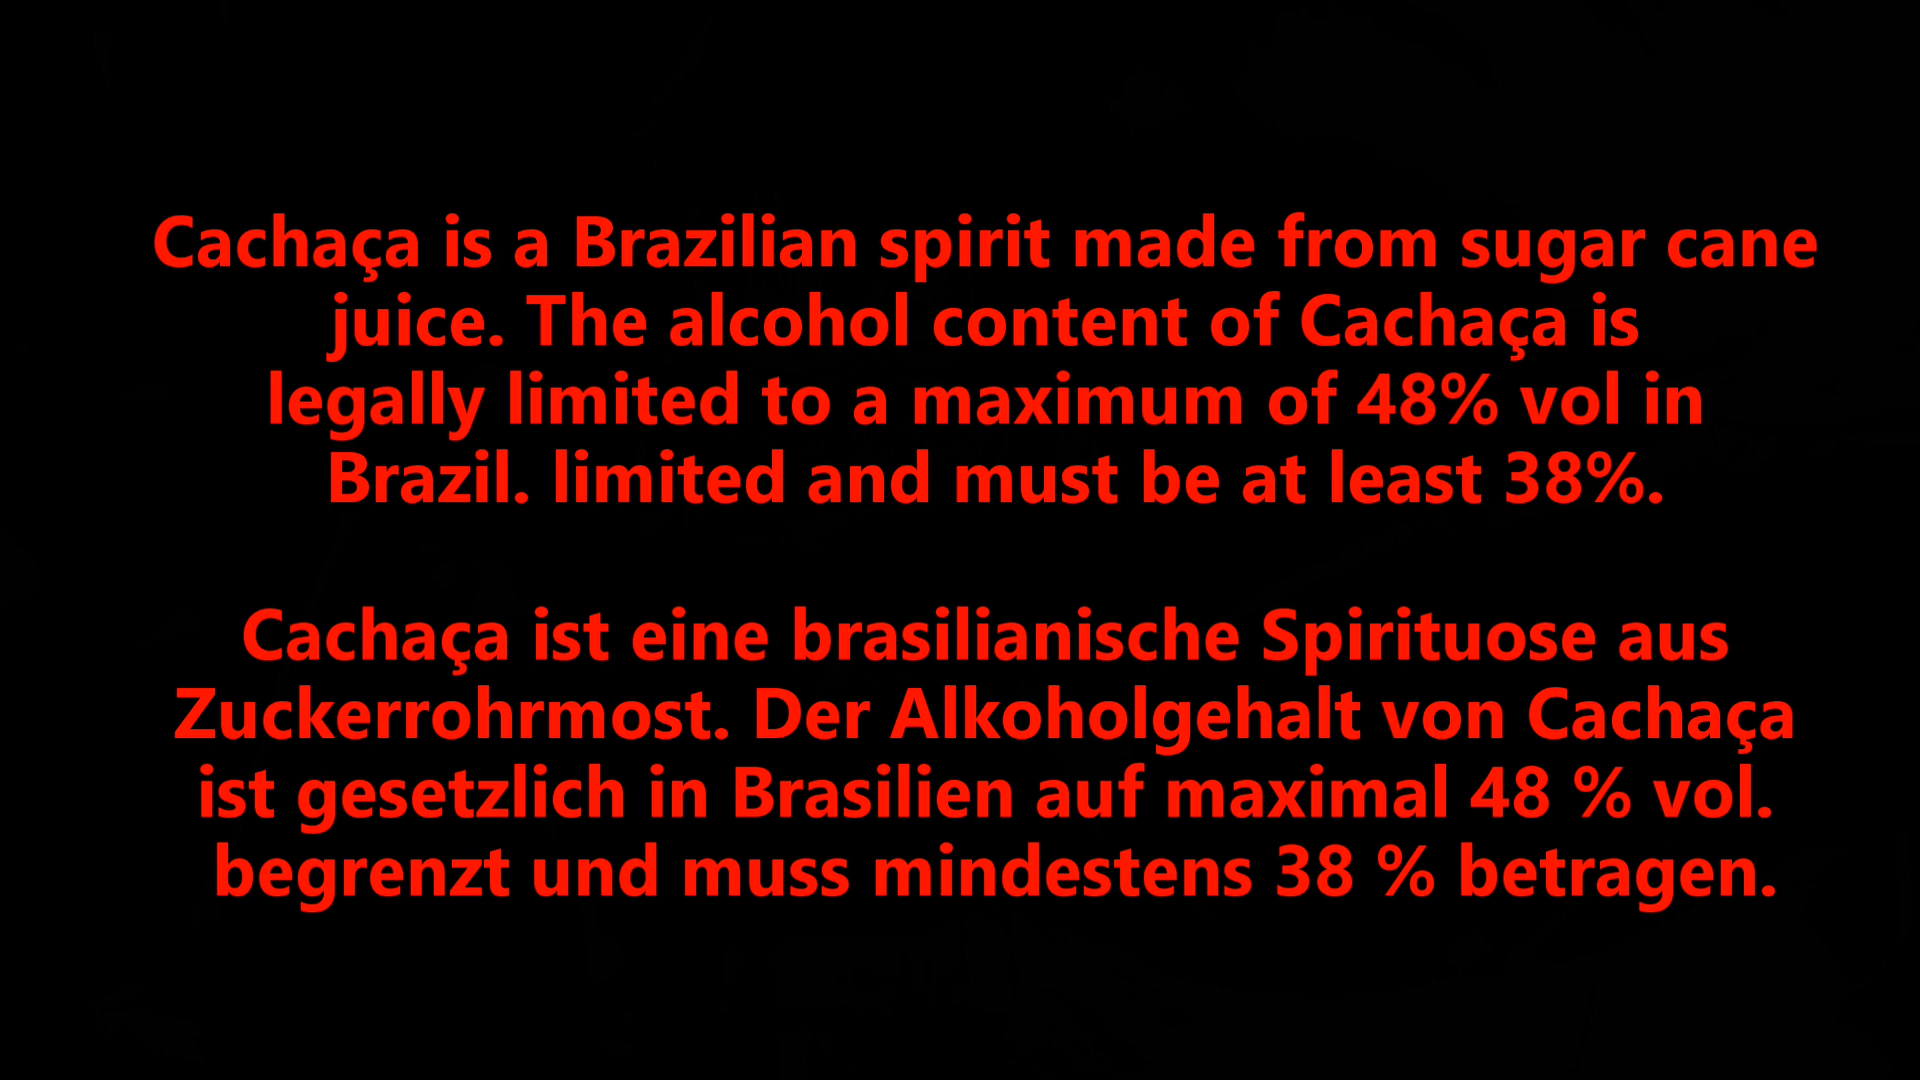 Cachaça is a Brazilian spirit made from sugar cane
juice. The alcohol content of Cachaça is
legally limited to a maximum of 48% vol in
Brazil. limited and must be at least 38%.
Cachaça ist eine brasilianische Spirituose aus
Zuckerrohrmost. Der Alkoholgehalt von Cachaça
ist gesetzlich in Brasilien auf maximal 48 % vol.
begrenzt und muss mindestens 38 % betragen.